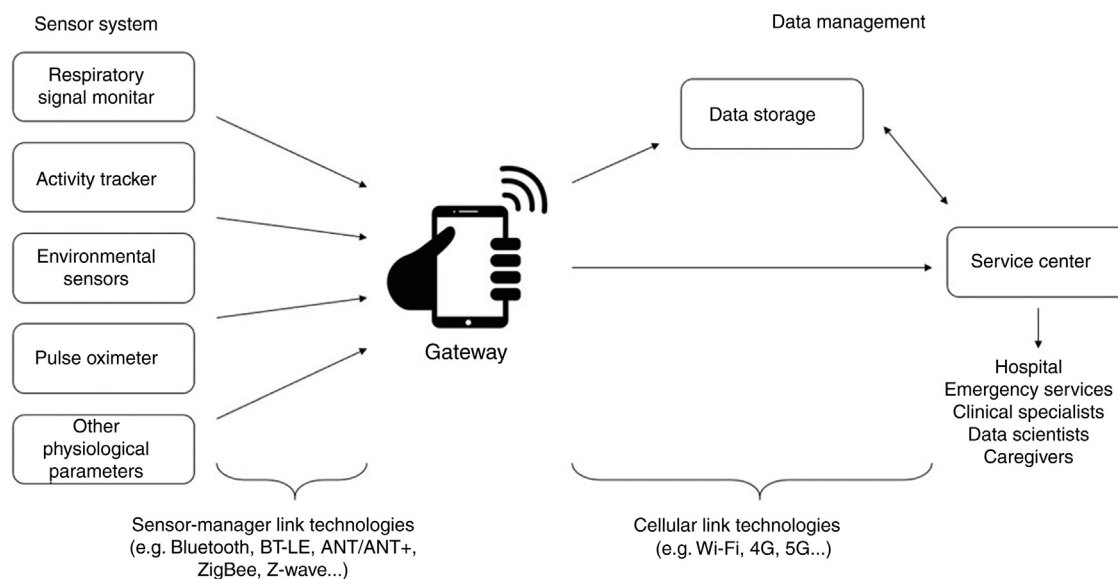 Sensor system
Respiratory
signal monitar
Activity tracker
Environmental
sensors
Pulse oximeter
Other
physiological
parameters
Sensor-manager link technologies
(e.g. Bluetooth, BT-LE, ANT/ANT+,
ZigBee, Z-wave...)
Gateway
Data management
Data storage
Service center
Hospital
Emergency services
Clinical specialists
Data scientists
Caregivers
Cellular link technologies
(e.g. Wi-Fi, 4G, 5G...)